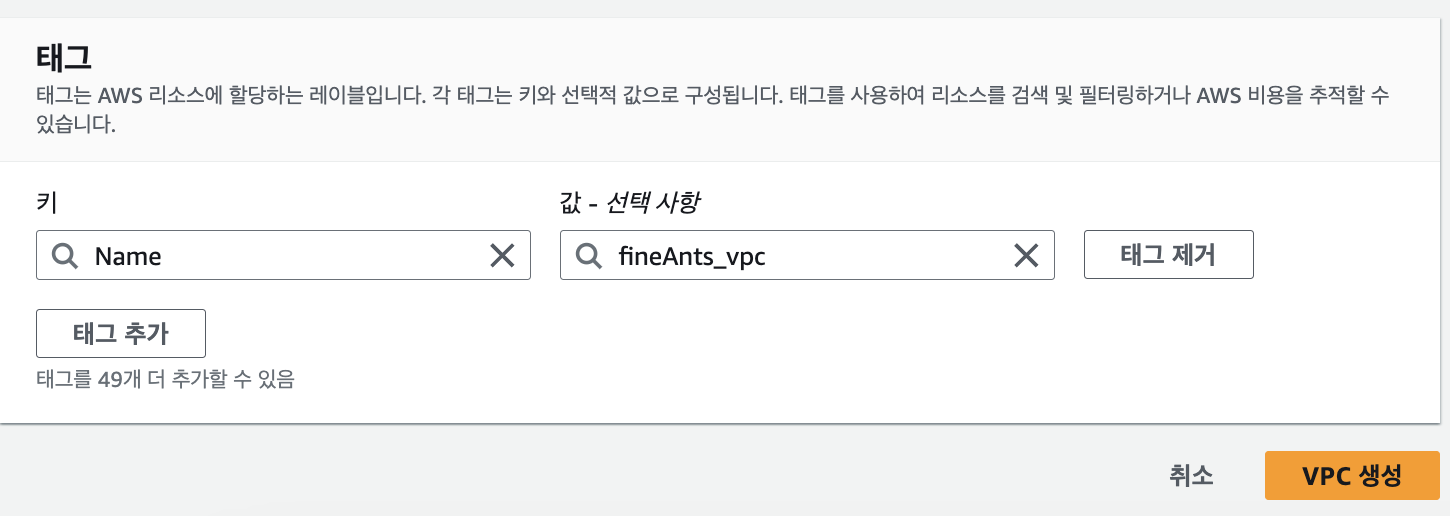 태그
태그는 AWS 리소스에 할당하는 레이블입니다. 각 태그는 키와 선택적 값으로 구성됩니다. 태그를 사용하여 리소스를 검색 및 필터링하거나 AWS 비용을 추적할 수
있습니다.
키
값 - 선택 사항
Name
fineAnts_vpc
태그 제거
태그 추가
태그를 49개 더 추가할 수 있음
취소
VPC 생성